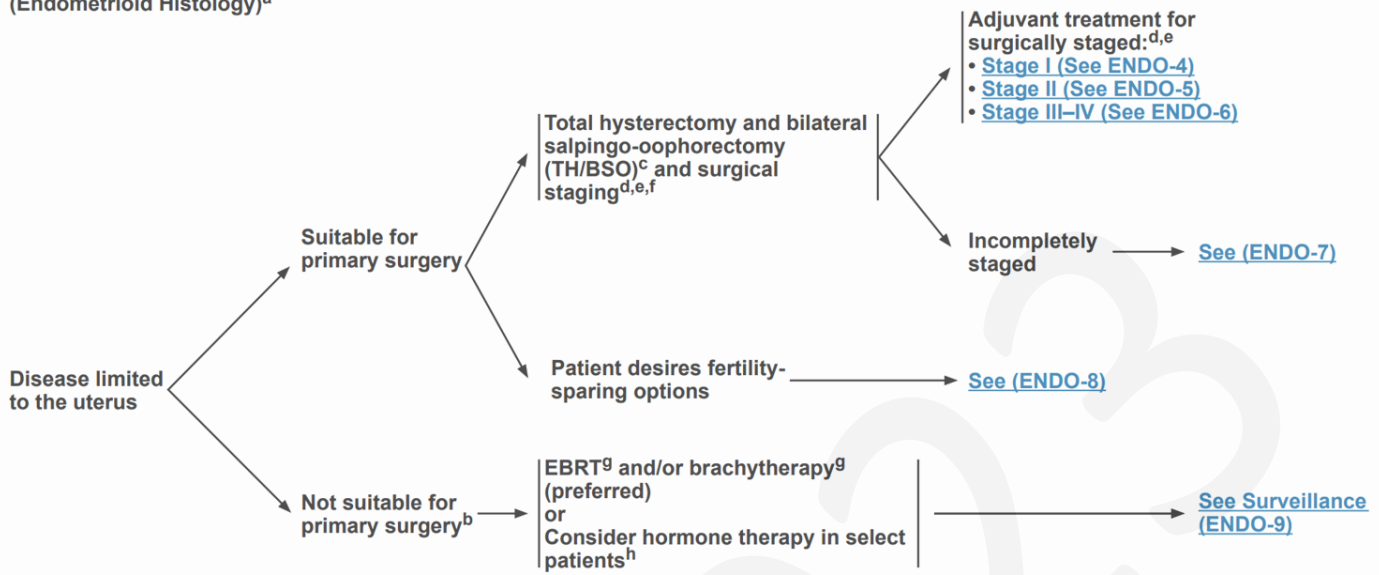 (Endometrioid Histology)a
Adjuvant treatment for
surgically staged:d,e
• Stage I (See ENDO-4)
• Stage II (See ENDO-5)
• Stage III–IV (See ENDO-6)
Total hysterectomy and bilateral
salpingo-oophorectomy
(TH/BSO)c and surgical
stagingd,e,f
Suitable for
primary surgery
Incompletely
staged
See (ENDO-7)
Disease limited
to the uterus
Patient desires fertility-
sparing options
See (ENDO-8)
Not suitable for
primary surgeryb
EBRTg and/or brachytherapyg
(preferred)
or
Consider hormone therapy in select
patientsh
See Surveillance
(ENDO-9)